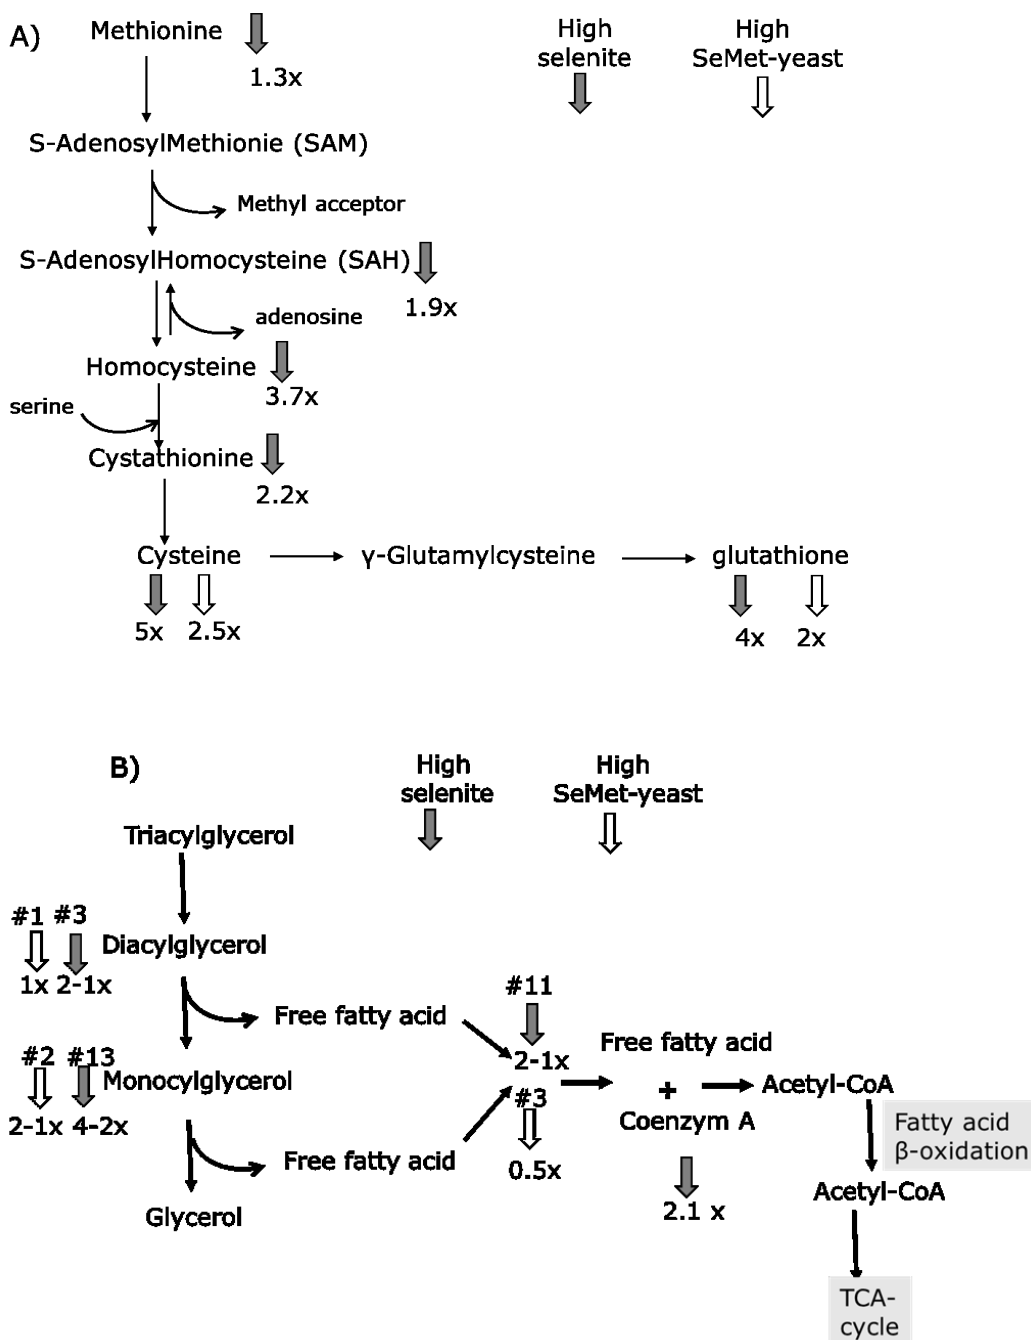 A)
Methionine
1.3x
High
selenite
High
SeMet-yeast
S-AdenosylMethionie (SAM)
Methyl acceptor
S-AdenosylHomocysteine (SAH)
1.9x
adenosine
Homocysteine
3.7x
serine
Cystathionine
2.2x
Cysteine
γ-Glutamylcysteine
glutathione
5x
2.5x
4x
2x
B)
High
selenite
High
SeMet-yeast
Triacylglycerol
#1
#3
Diacylglycerol
1x
2-1x
Free fatty acid
#11
2-1x
#2
#13
Monocylglycerol
2-1x
4-2x
#3
0.5x
Free fatty acid
+
Coenzym A
2.1 x
Acetyl-CoA
Free fatty acid
Glycerol
Fatty acid
β-oxidation
Acetyl-CoA
TCA-
cycle